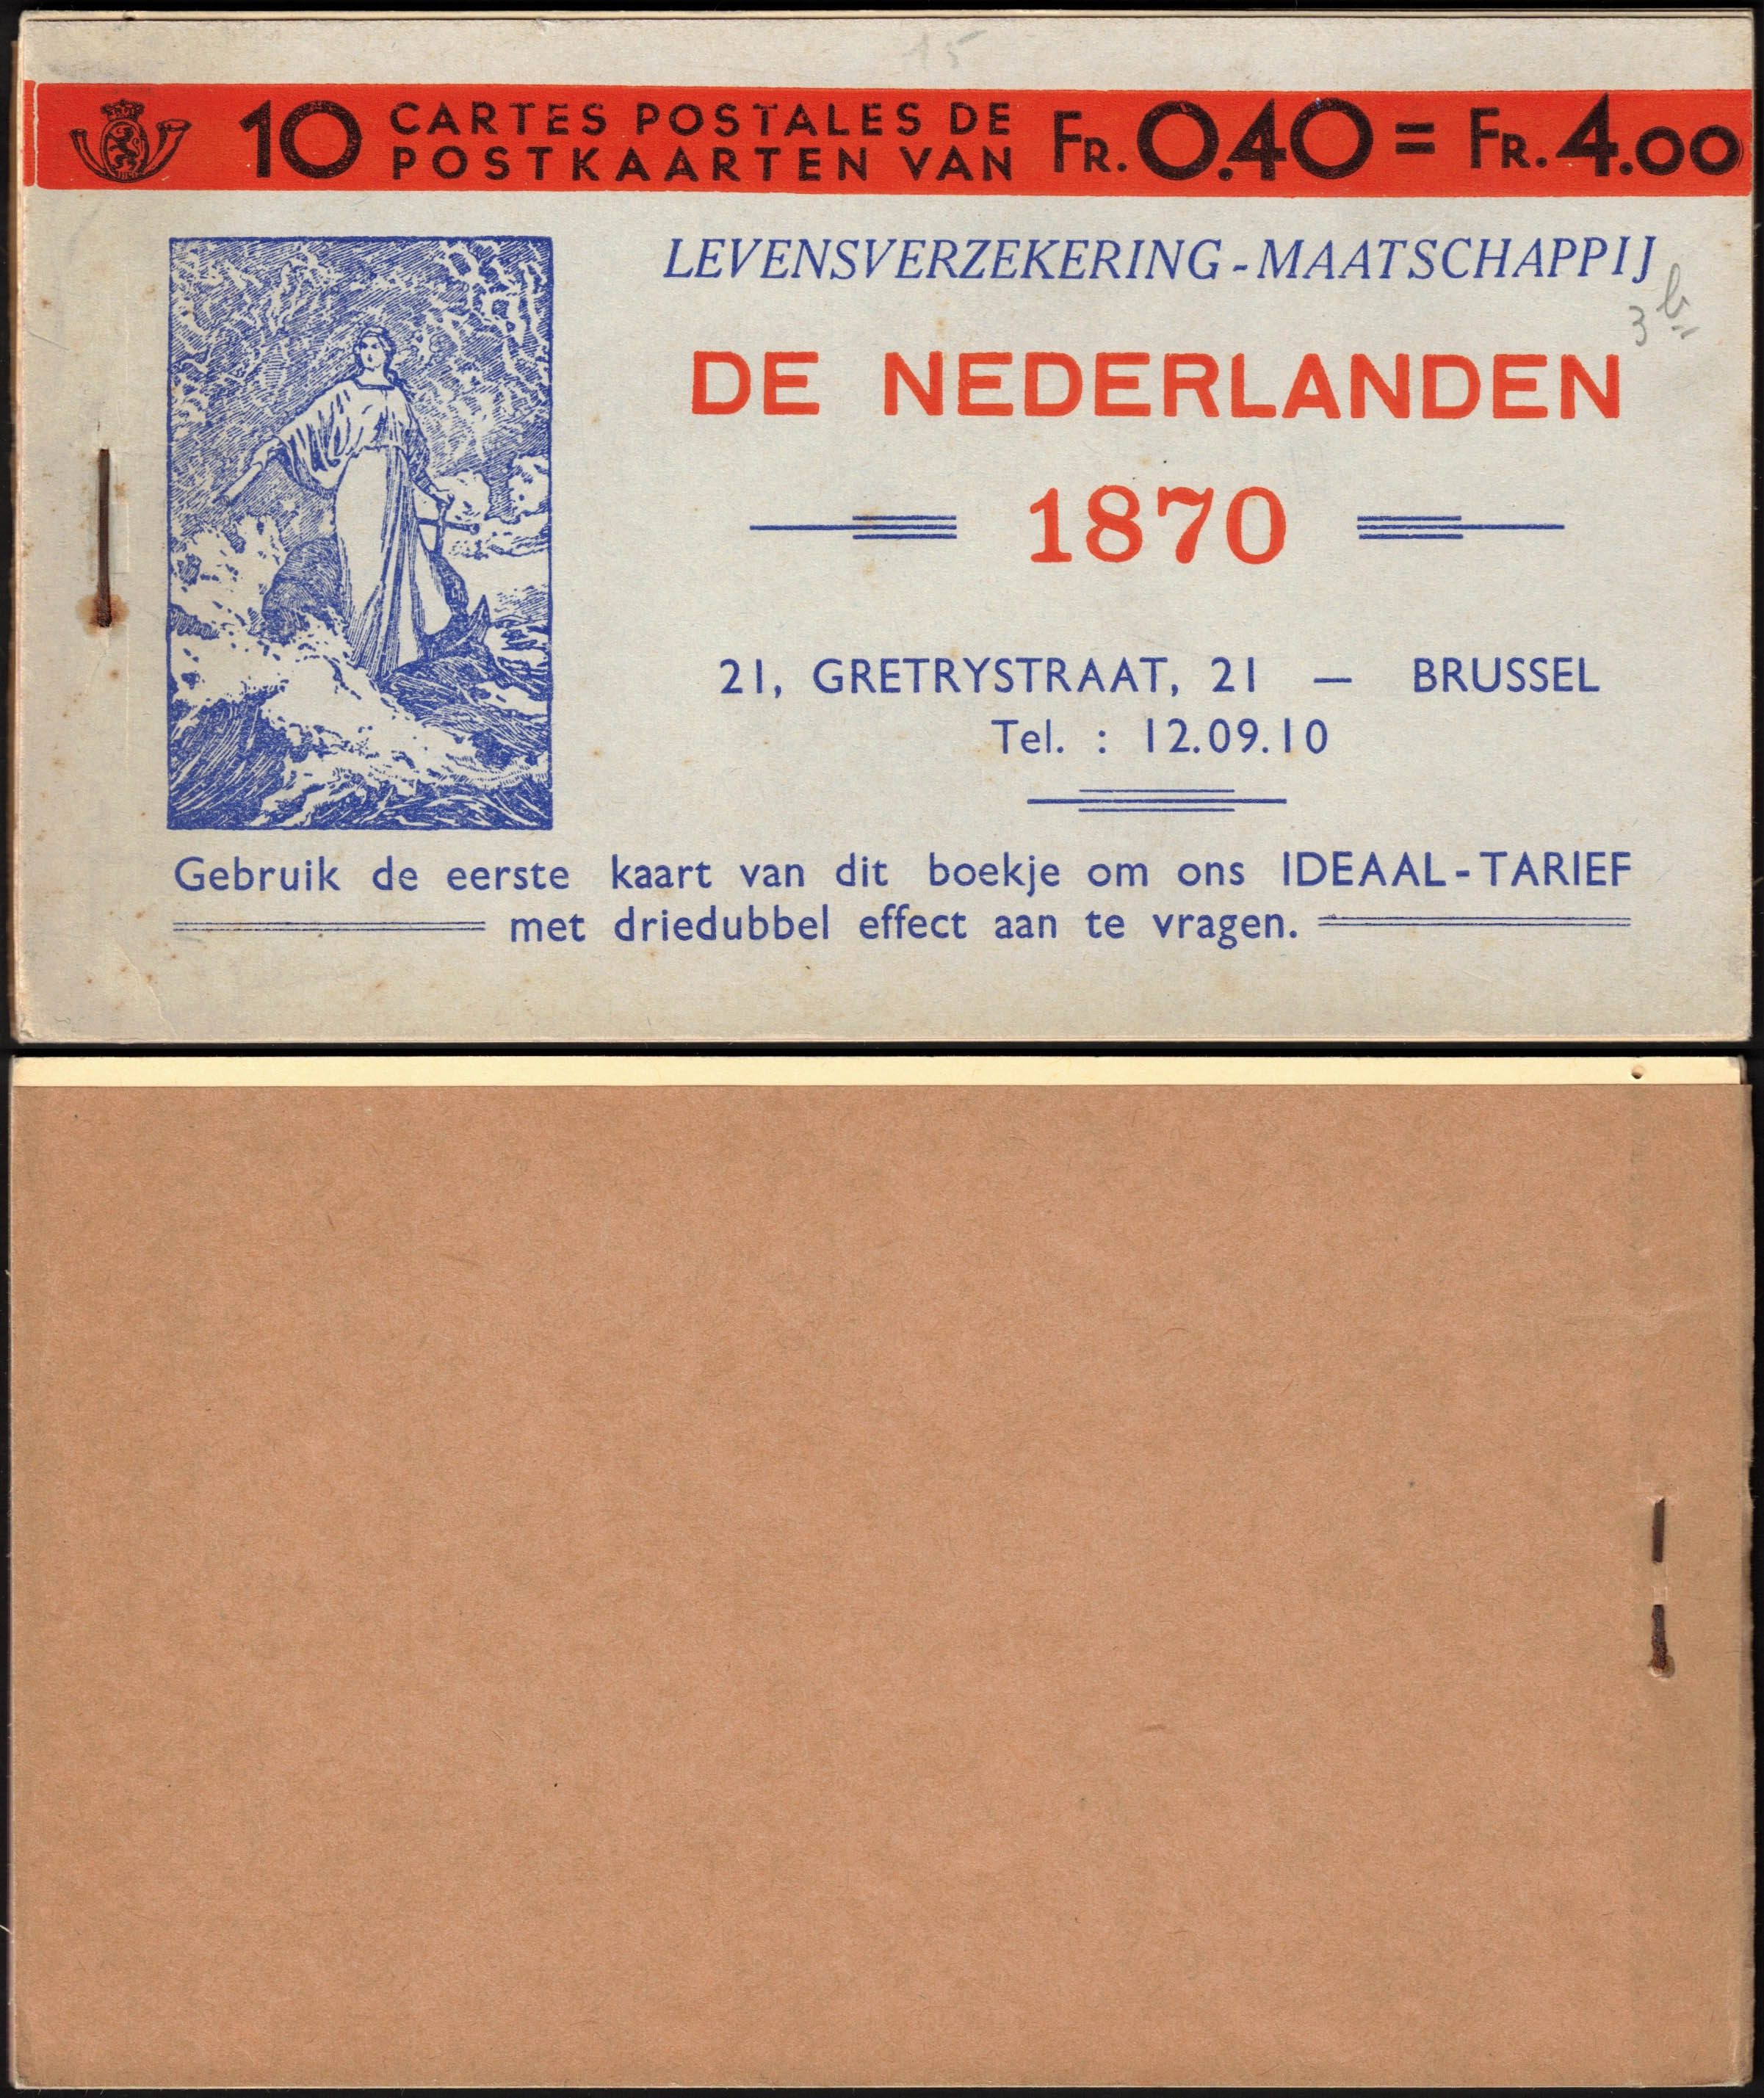 15
10 CARTES POSTALES DE FR. 0.40 = FR. 4.00
POSTKAARTEN VAN
LEVENSVERZEKERING - MAATSCHAPPIJ
3 b
DE NEDERLANDEN
1870
21, GRETRYSTRAAT, 21 — BRUSSEL
Tel. : 12.09.10
Gebruik de eerste kaart van dit boekje om ons IDEAAL - TARIEF
met driedubbel effect aan te vragen.